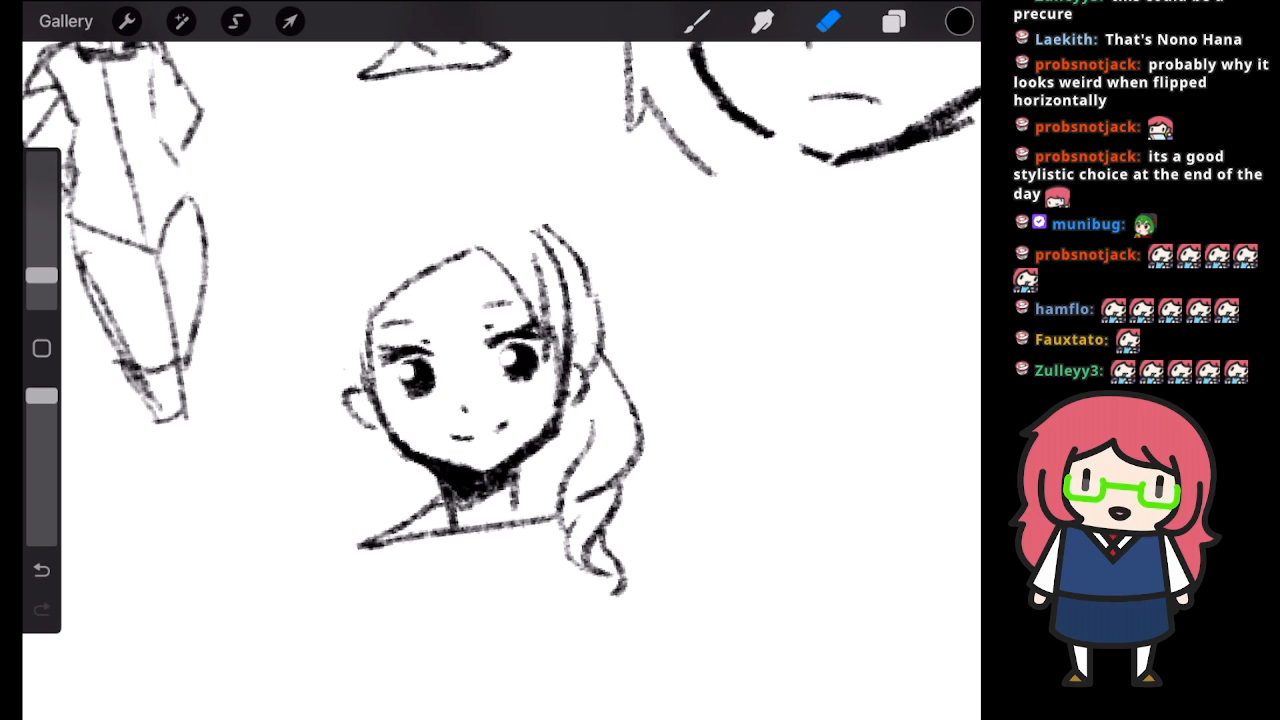 Gallery
precure
Laekith: That's Nono Hana
probsnotjack: probably why it
looks weird when flipped
horizontally
probsnotjack:
probsnotjack: its a good
stylistic choice at the end of the
day
munibug:
probsnotjack:
hamflo:
Fauxtato:
Zulleyy3: